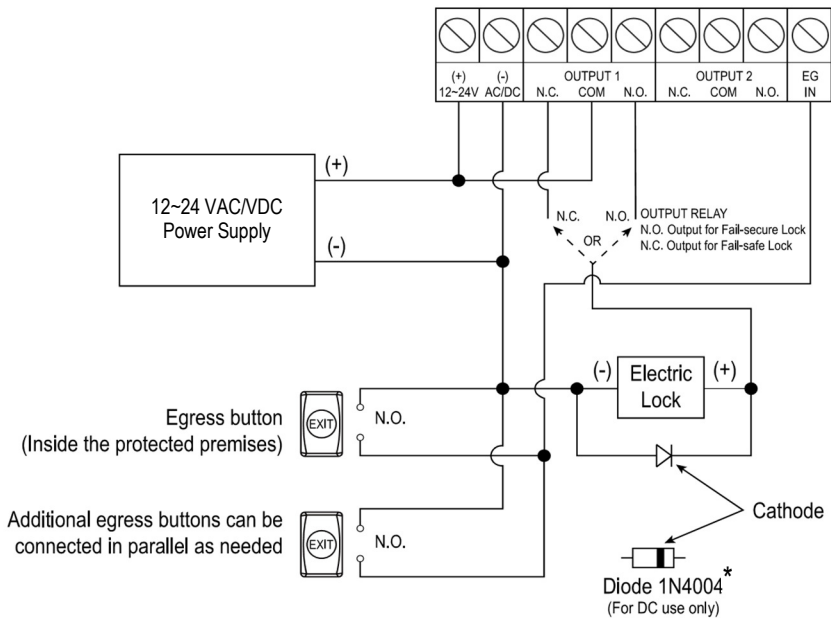 (+)
12~24V
(-)
AC/DC
OUTPUT 1
N.C. COM N.O.
OUTPUT 2
N.C. COM N.O.
EG
IN
12~24 VAC/VDC
Power Supply
(+)
(-)
N.C.
OR
N.O.
OUTPUT RELAY
N.O. Output for Fail-secure Lock
N.C. Output for Fail-safe Lock
(-)
Electric
Lock
(+)
Egress button
(Inside the protected premises)
EXIT
N.O.
Additional egress buttons can be
connected in parallel as needed
EXIT
N.O.
Cathode
Diode 1N4004*
(For DC use only)